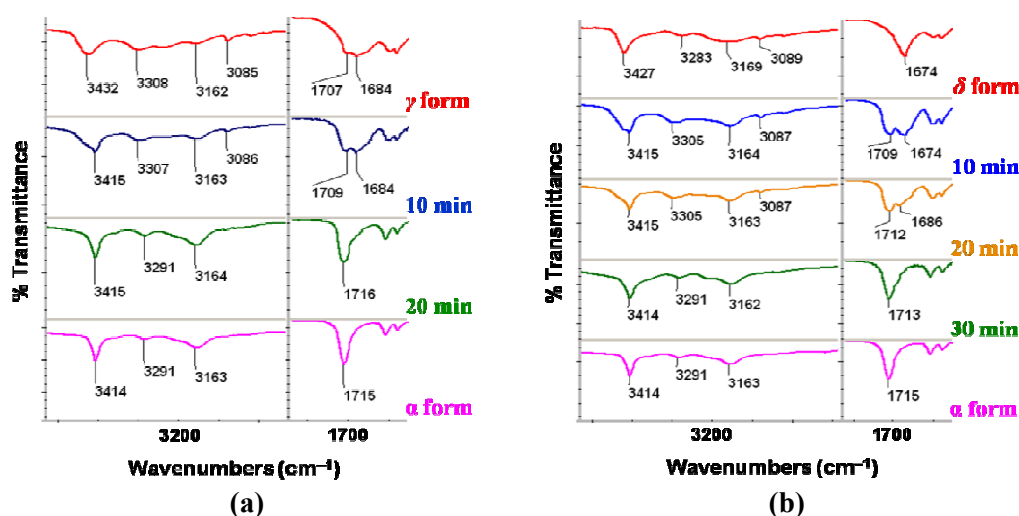 % Transmittance
3432 3308 3162 3085 1707 1684
γ form
3415 3307 3163 3086 1709 1684
10 min
3415 3291 3164 1716
20 min
3414 3291 3163 1715
α form
3200 1700
Wavenumbers (cm⁻¹)
(a)
% Transmittance
3427 3283 3169 3089 1674
δ form
3415 3305 3164 3087 1709 1674
10 min
3415 3305 3163 3087 1712 1686
20 min
3414 3291 3162 1713
30 min
3414 3291 3163 1715
α form
3200 1700
Wavenumbers (cm⁻¹)
(b)